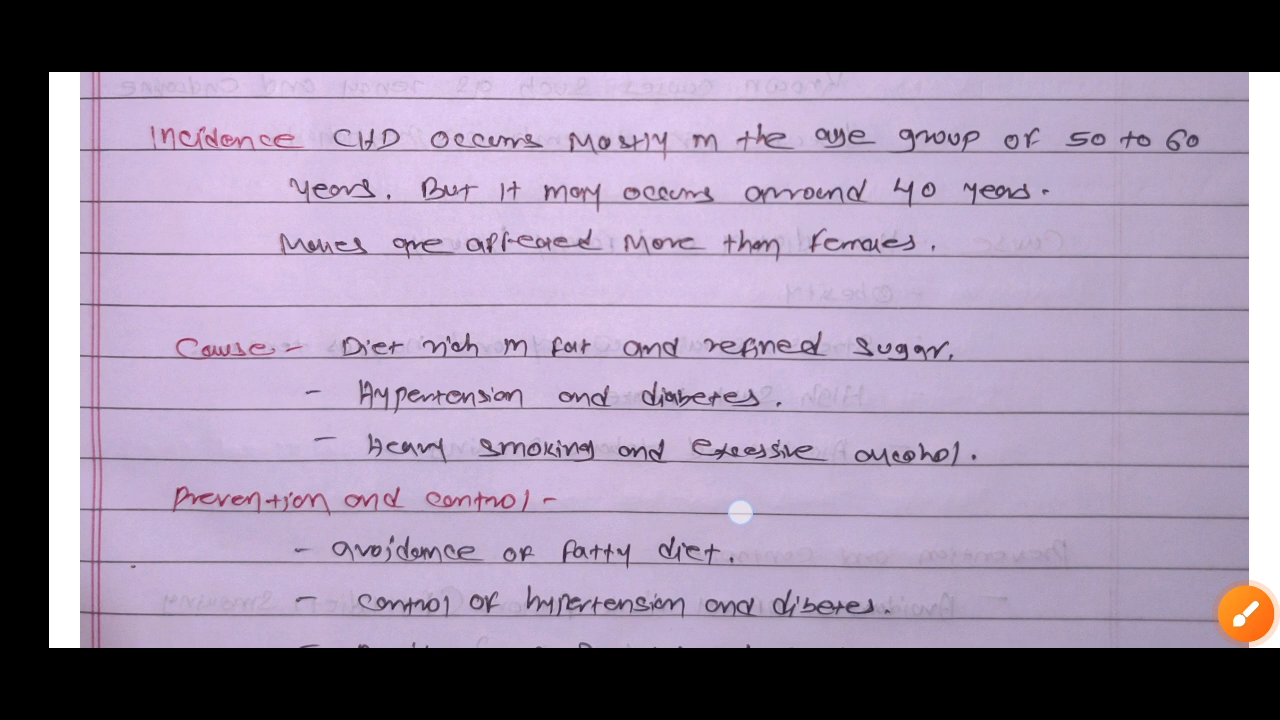 Incidence CHD occurs Mostly in the age group of 50 to 60
years. But it may occurs arround 40 years.
Males are affected More than females.
Cause - Diet rich in fat and refined sugar.
- Hypertension and diabetes.
- Heavy smoking and excessive alcohol.
Prevention and control -
- avoidance of fatty diet.
- control of hypertension and dibetes.